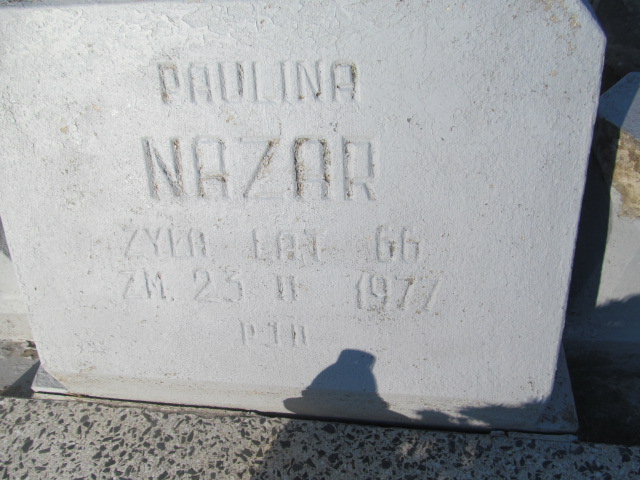 PAULINA
NAZAR
ŻYŁA LAT 66
ZM. 23 II 1977